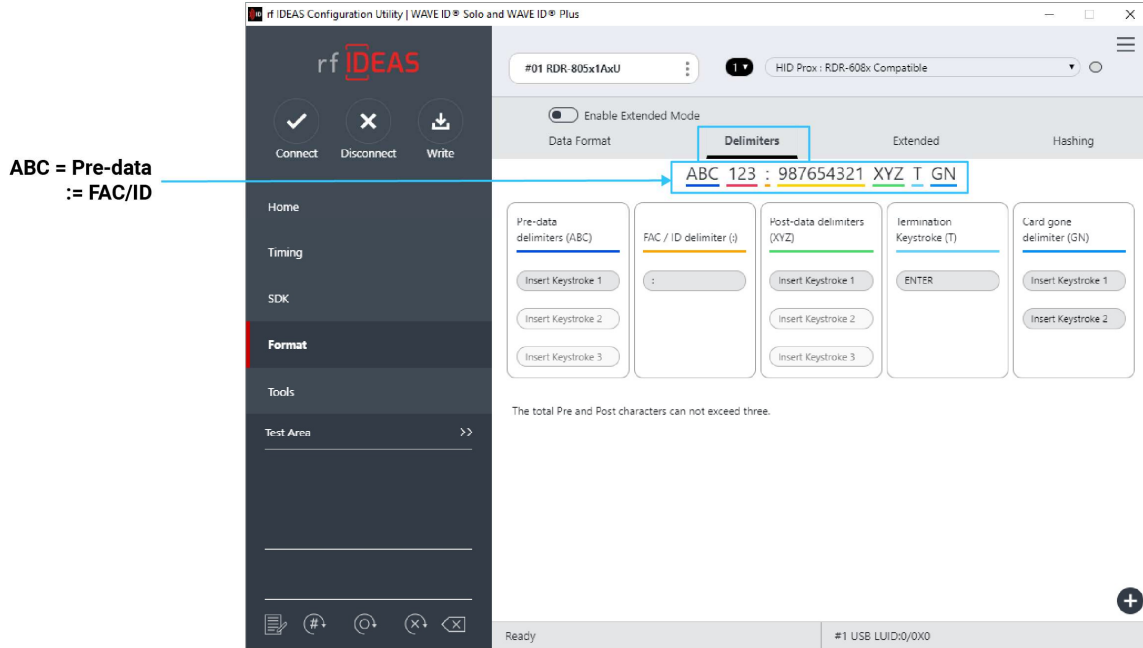 rf IDEAS Configuration Utility | WAVE ID® Solo and WAVE ID® Plus
rf IDEAS
#01 RDR-805x1AxU
1
HID Prox : RDR-608x Compatible
Connect
Disconnect
Write
Enable Extended Mode
Data Format
Delimiters
Extended
Hashing
ABC = Pre-data
:= FAC/ID
ABC 123 : 987654321 XYZ T GN
Home
Timing
SDK
Format
Tools
Test Area >>
Pre-data
delimiters (ABC)
Insert Keystroke 1
Insert Keystroke 2
Insert Keystroke 3
FAC / ID delimiter (:)
:
Post-data delimiters
(XYZ)
Insert Keystroke 1
Insert Keystroke 2
Insert Keystroke 3
Termination
Keystroke (T)
ENTER
Card gone
delimiter (GN)
Insert Keystroke 1
Insert Keystroke 2
The total Pre and Post characters can not exceed three.
Ready
#1 USB LUID:0/0X0